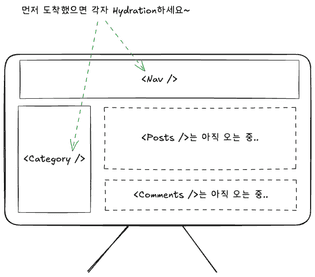 먼저 도착했으면 각자 Hydration하세요~
<Nav />
<Category />
<Posts />는 아직 오는 중..
<Comments />는 아직 오는 중..